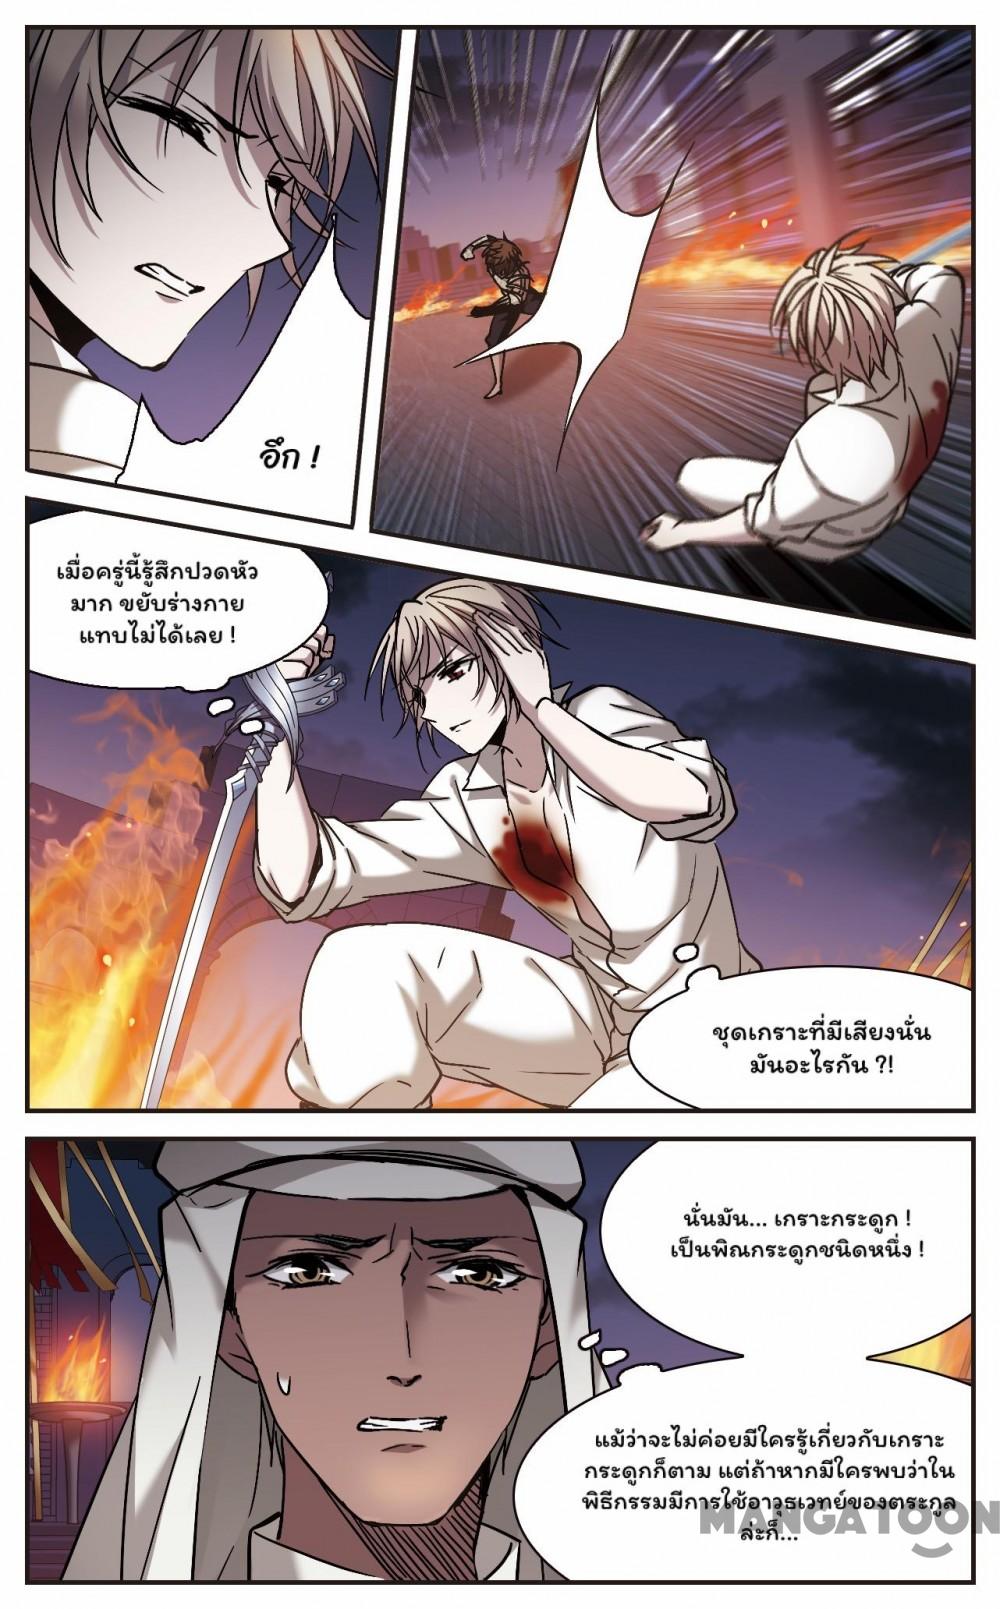 อึก !
เมื่อครู่นี้รู้สึกปวดหัว
มาก ขยับร่างกาย
แทบไม่ได้เลย !
ชุดเกราะที่มีเสียงนั่น
มันอะไรกัน ?!
นั่นมัน... เกราะกระดูก !
เป็นพิณกระดูกชนิดหนึ่ง !
แม้ว่าจะไม่ค่อยมีใครรู้เกี่ยวกับเกราะ
กระดูกก็ตาม แต่ถ้าหากมีใครพบว่าใน
พิธีกรรมมีการใช้อาวุธเวทย์ของตระกูล
ล่ะก็...
MANGATOON